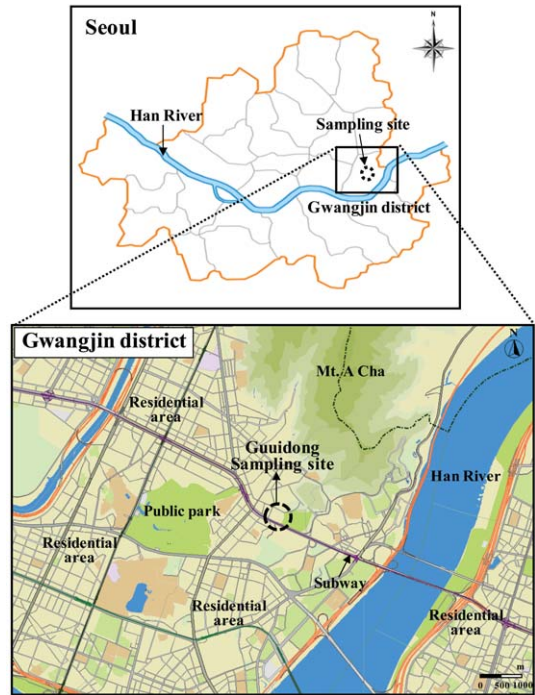 Seoul
N
Han River
Sampling site
Gwangjin district
Gwangjin district
N
Mt. A Cha
Residential
area
Guuidong
Sampling site
Han River
Public park
Residential
area
Subway
Residential
area
Residential
area
m
0 500 1000